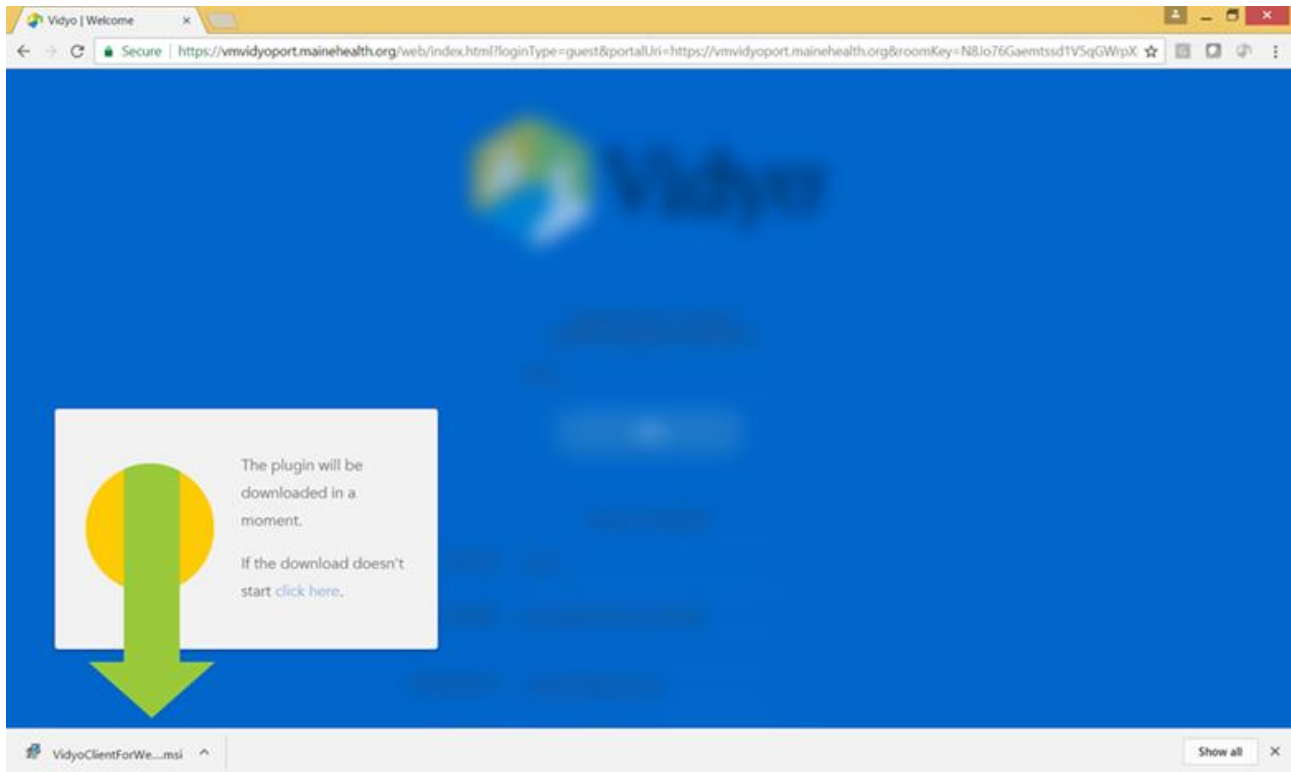 Vidyo | Welcome
Secure | https://vmvidyoport.mainehealth.org/web/index.html?loginType=guest&portalUri=https://vmvidyoport.mainehealth.org&roomKey=N8Jo76Gaemtssd1V5qGWrpX
Vidyo
The plugin will be
downloaded in a
moment.
If the download doesn't
start click here.
VidyoClientForWe....msi
Show all